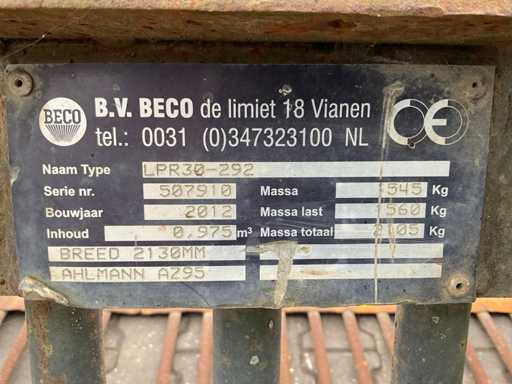 BECO
B.V. BECO de limiet 18 Vianen
tel.: 0031 (0)347323100 NL
CE
Naam Type LPR30-292
Serie nr. 507910 Massa 545 Kg
Bouwjaar 2012 Massa last 1560 Kg
Inhoud 0,975 m³ Massa totaal 2105 Kg
BREED 2130MM
AHLMANN AZ95